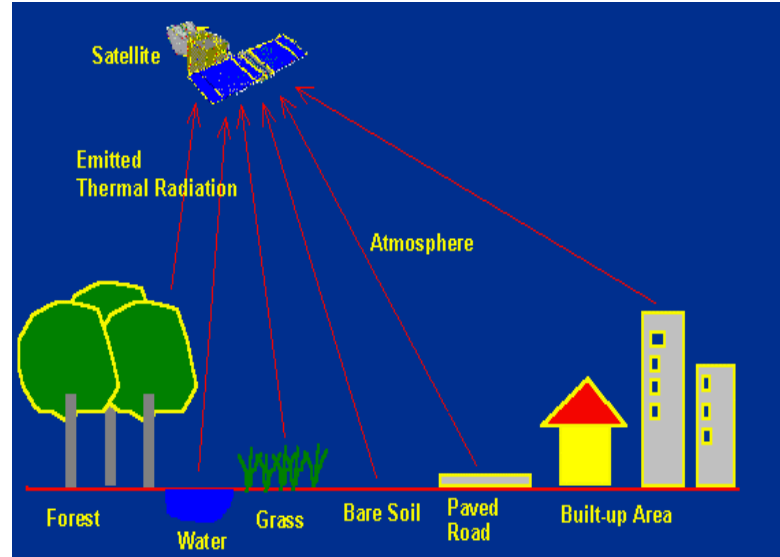 Satellite
Emitted
Thermal Radiation
Atmosphere
Forest
Water
Grass
Bare Soil
Paved
Road
Built-up Area